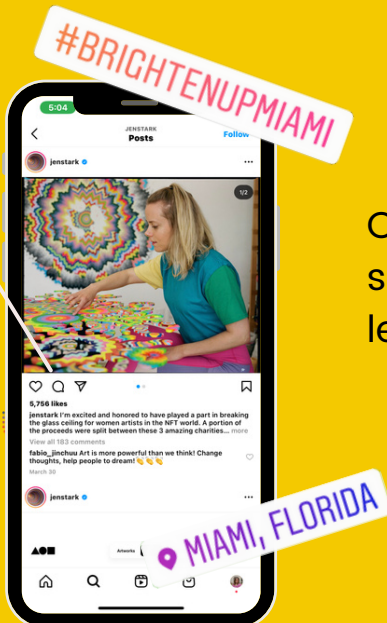 #BRIGHTENUPMIAMI
5:04
JENSTARK
Posts
Follow
jenstark
1/2
5,756 likes
jenstark I'm excited and honored to have played a part in breaking
the glass ceiling for women artists in the NFT world. A portion of
the proceeds were split between these 3 amazing charities... more
View all 183 comments
fabio_jinchuu Art is more powerful than we think! Change
thoughts, help people to dream! 👏👏👏
March 30
jenstark
Artworks
MIAMI, FLORIDA